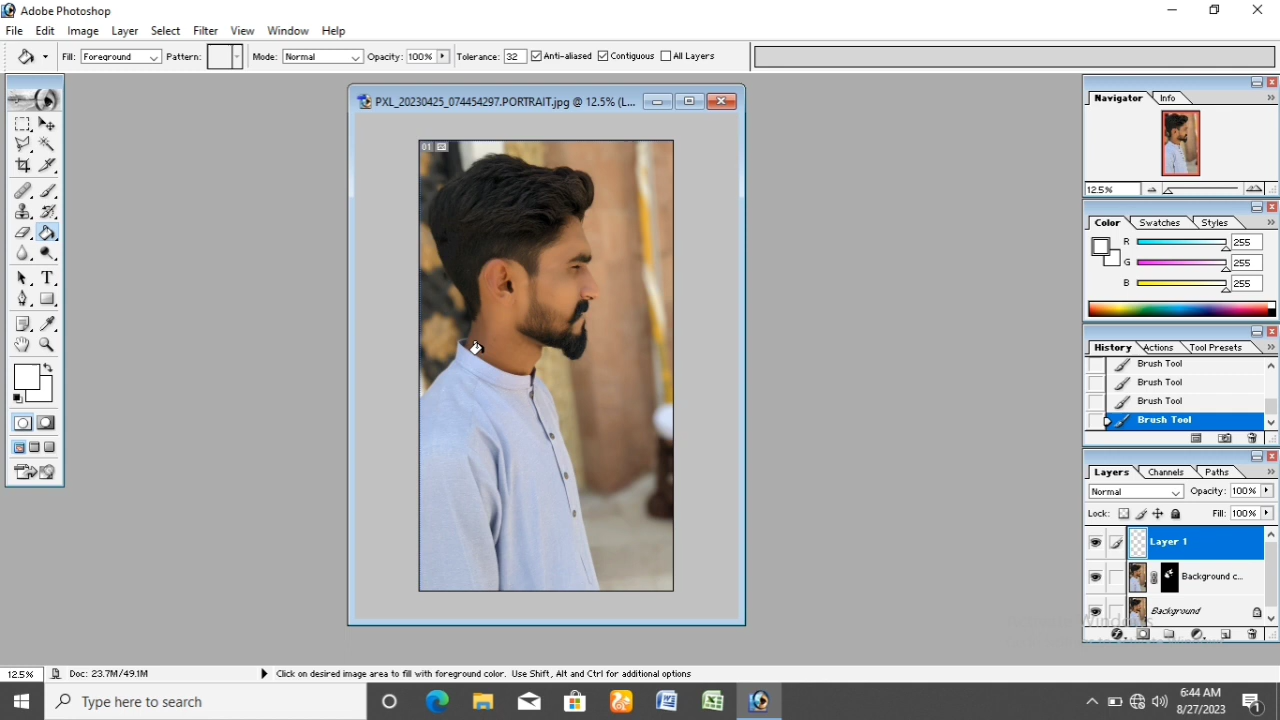 Adobe Photoshop
File Edit Image Layer Select Filter View Window Help
Fill: Foreground Pattern: Mode: Normal Opacity: 100% Tolerance: 32 Anti-aliased Contiguous All Layers
PXL_20230425_074454297.PORTRAIT.jpg @ 12.5% (L...
01
Navigator Info
12.5%
Color Swatches Styles
R 255
G 255
B 255
History Actions Tool Presets
Brush Tool
Brush Tool
Brush Tool
Brush Tool
Layers Channels Paths
Normal Opacity: 100%
Lock: Fill: 100%
Layer 1
Background c...
Background
12.5% Doc: 23.7M/49.1M Click on desired image area to fill with foreground color. Use Shift, Alt and Ctrl for additional options
Type here to search
6:44 AM
8/27/2023
1